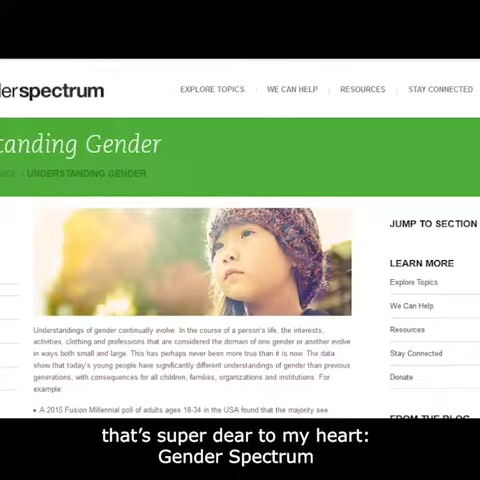 lerspectrum
EXPLORE TOPICS
WE CAN HELP
RESOURCES
STAY CONNECTED
tanding Gender
/ UNDERSTANDING GENDER
JUMP TO SECTION
LEARN MORE
Explore Topics
We Can Help
Resources
Stay Connected
Donate
FROM THE BLOG
Understandings of gender continually evolve. In the course of a person's life, the interests,
activities, clothing and professions that are considered the domain of one gender or another evolve
in ways both small and large. This has perhaps never been more true than it is now. The data
show that today's young people have significantly different understandings of gender than previous
generations, with consequences for all children, families, organizations and institutions. For
example:
A 2015 Fusion Millennial poll of adults ages 18-34 in the USA found that the majority see
that's super dear to my heart:
Gender Spectrum